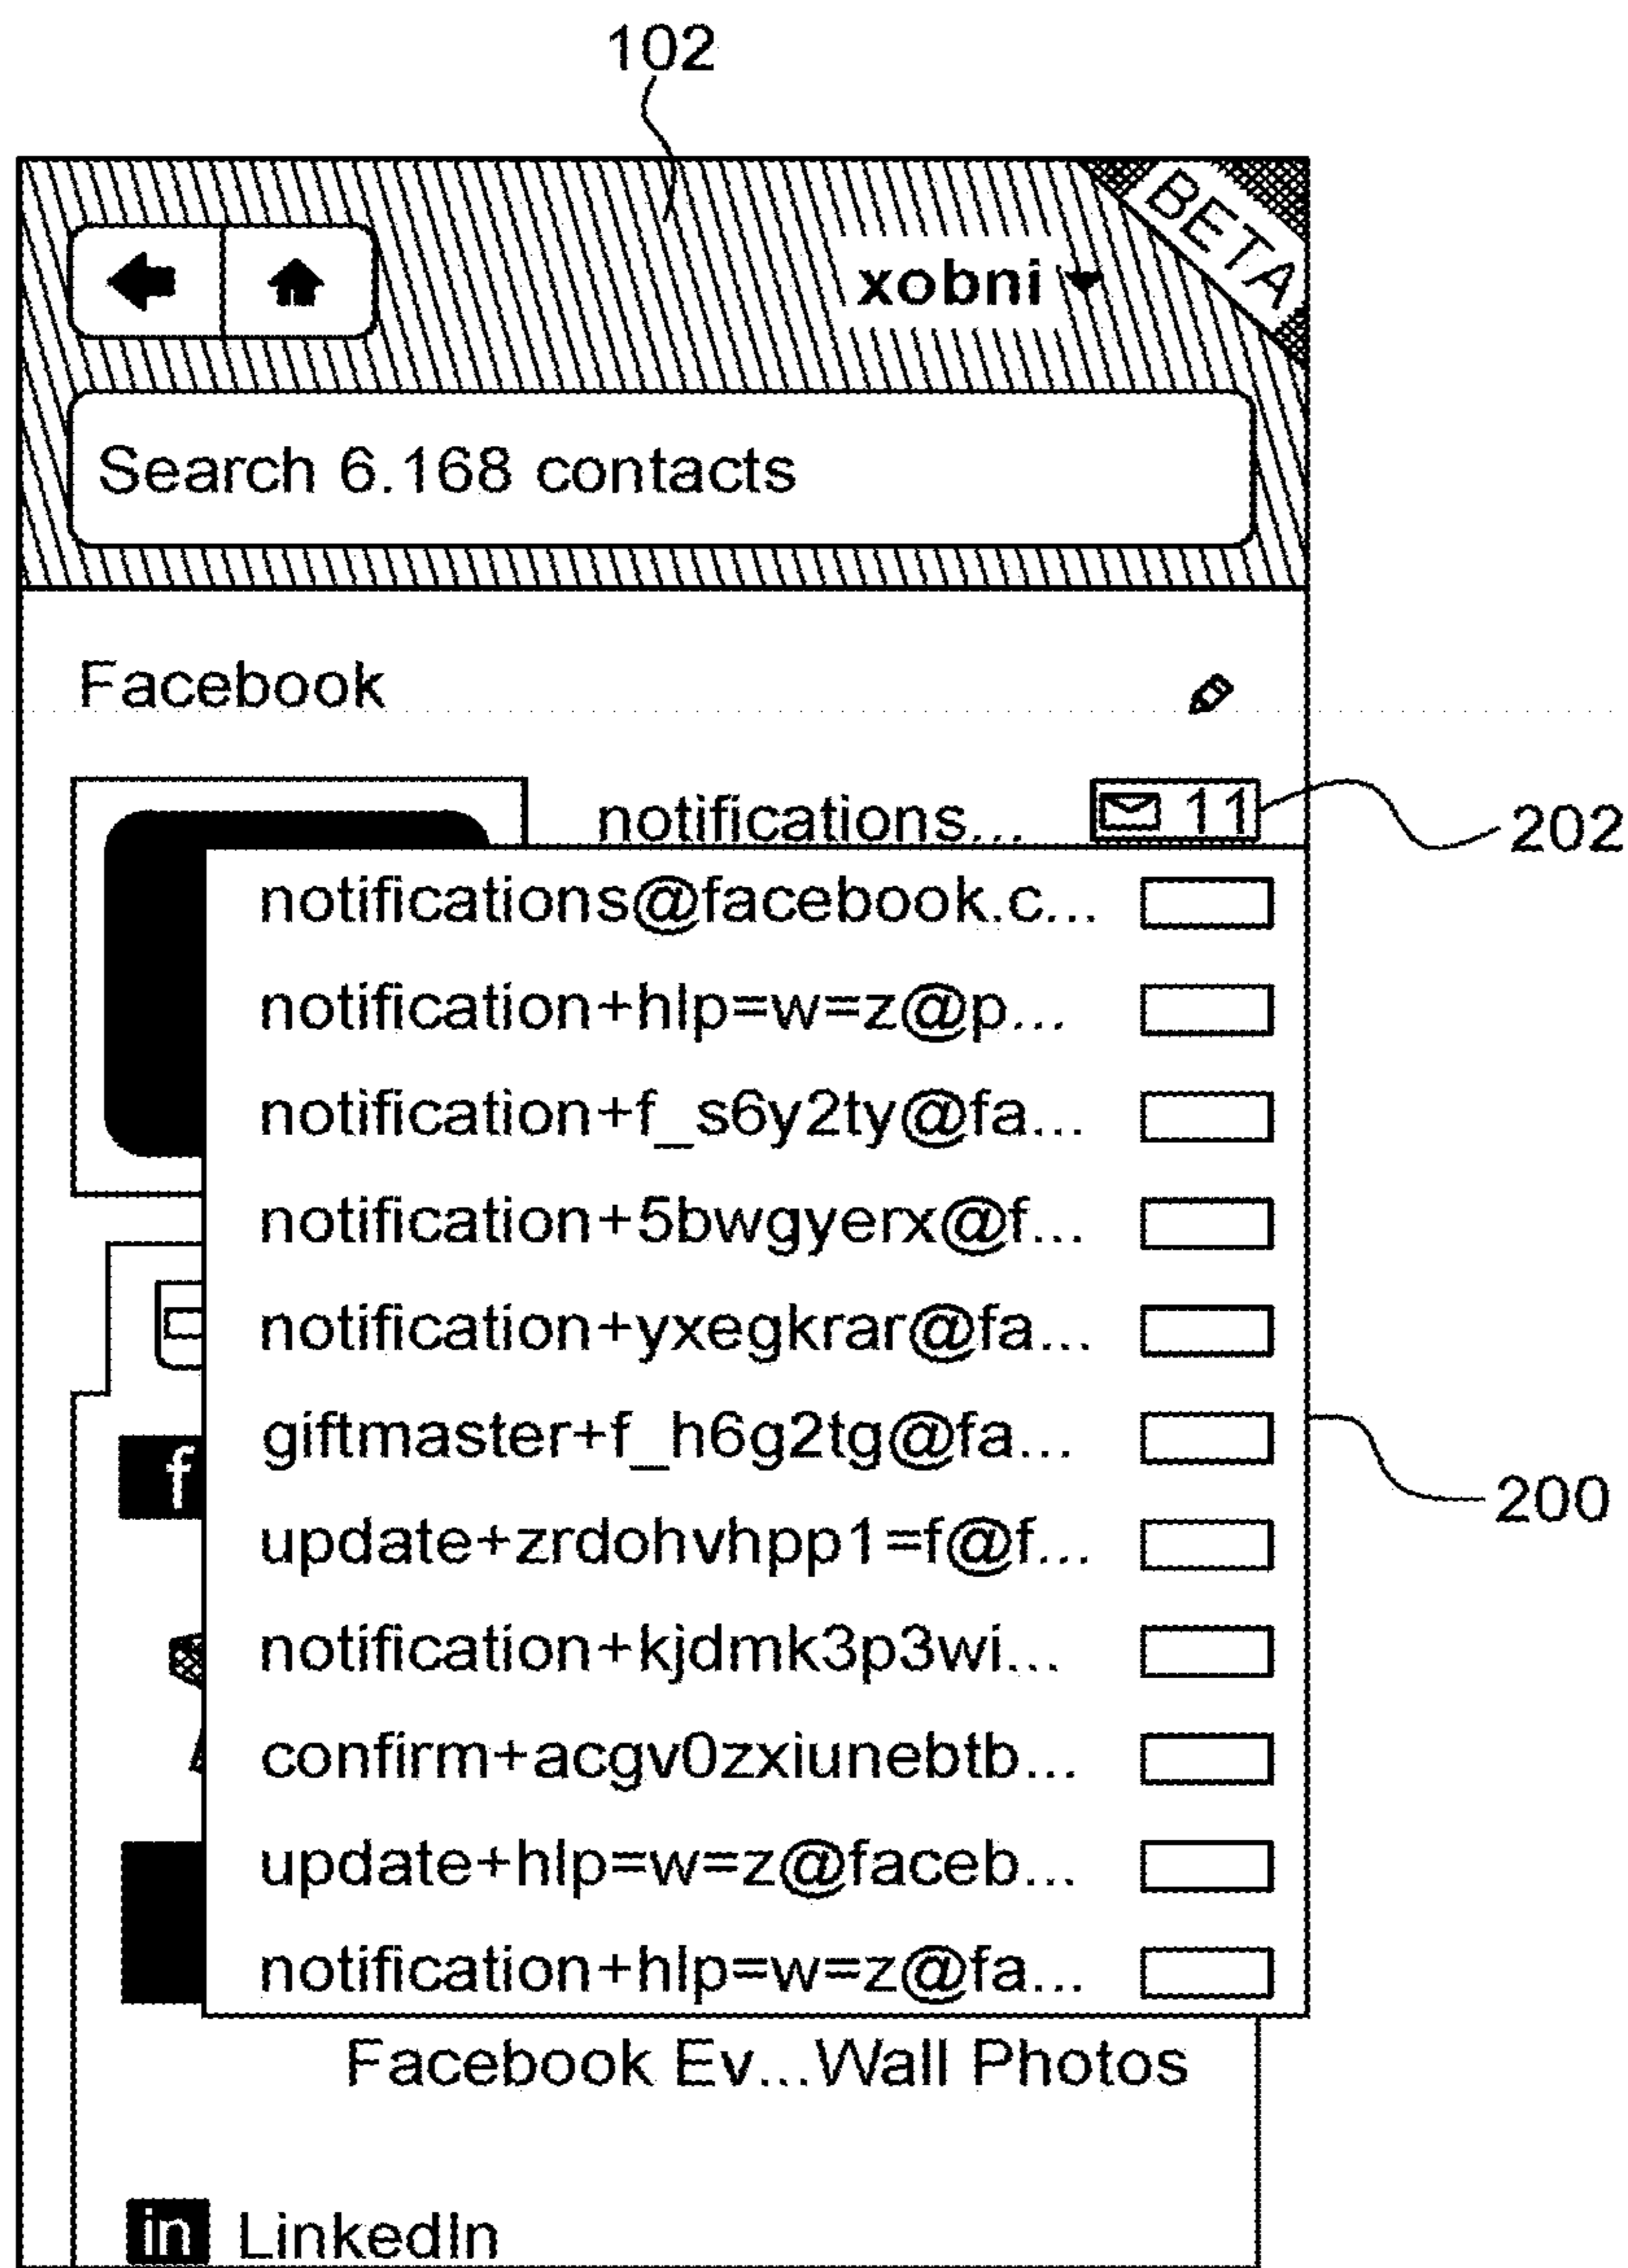 102
BETA
xobni
Search 6.168 contacts
Facebook
notifications... 11
202
notifications@facebook.c...
notification+hlp=w=z@p...
notification+f_s6y2ty@fa...
notification+5bwgyerx@f...
notification+yxegkrar@fa...
giftmaster+f_h6g2tg@fa...
f
200
update+zrdohvhpp1=f@f...
notification+kjdmk3p3wi...
confirm+acgv0zxiunebtb...
update+hlp=w=z@faceb...
notification+hlp=w=z@fa...
Facebook Ev...Wall Photos
in LinkedIn